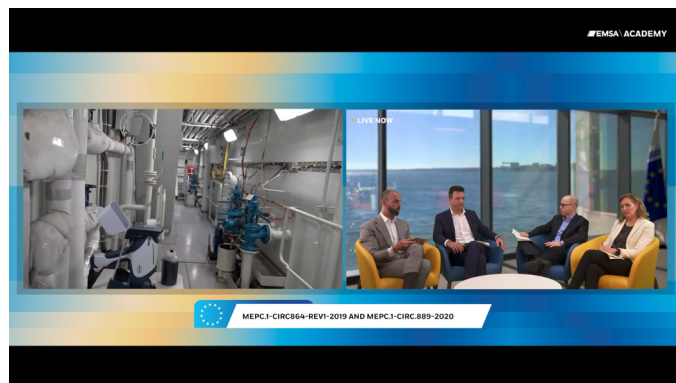 EMSA\ACADEMY
LIVE NOW
MEPC.1-CIRC864-REV1-2019 AND MEPC.1-CIRC.889-2020